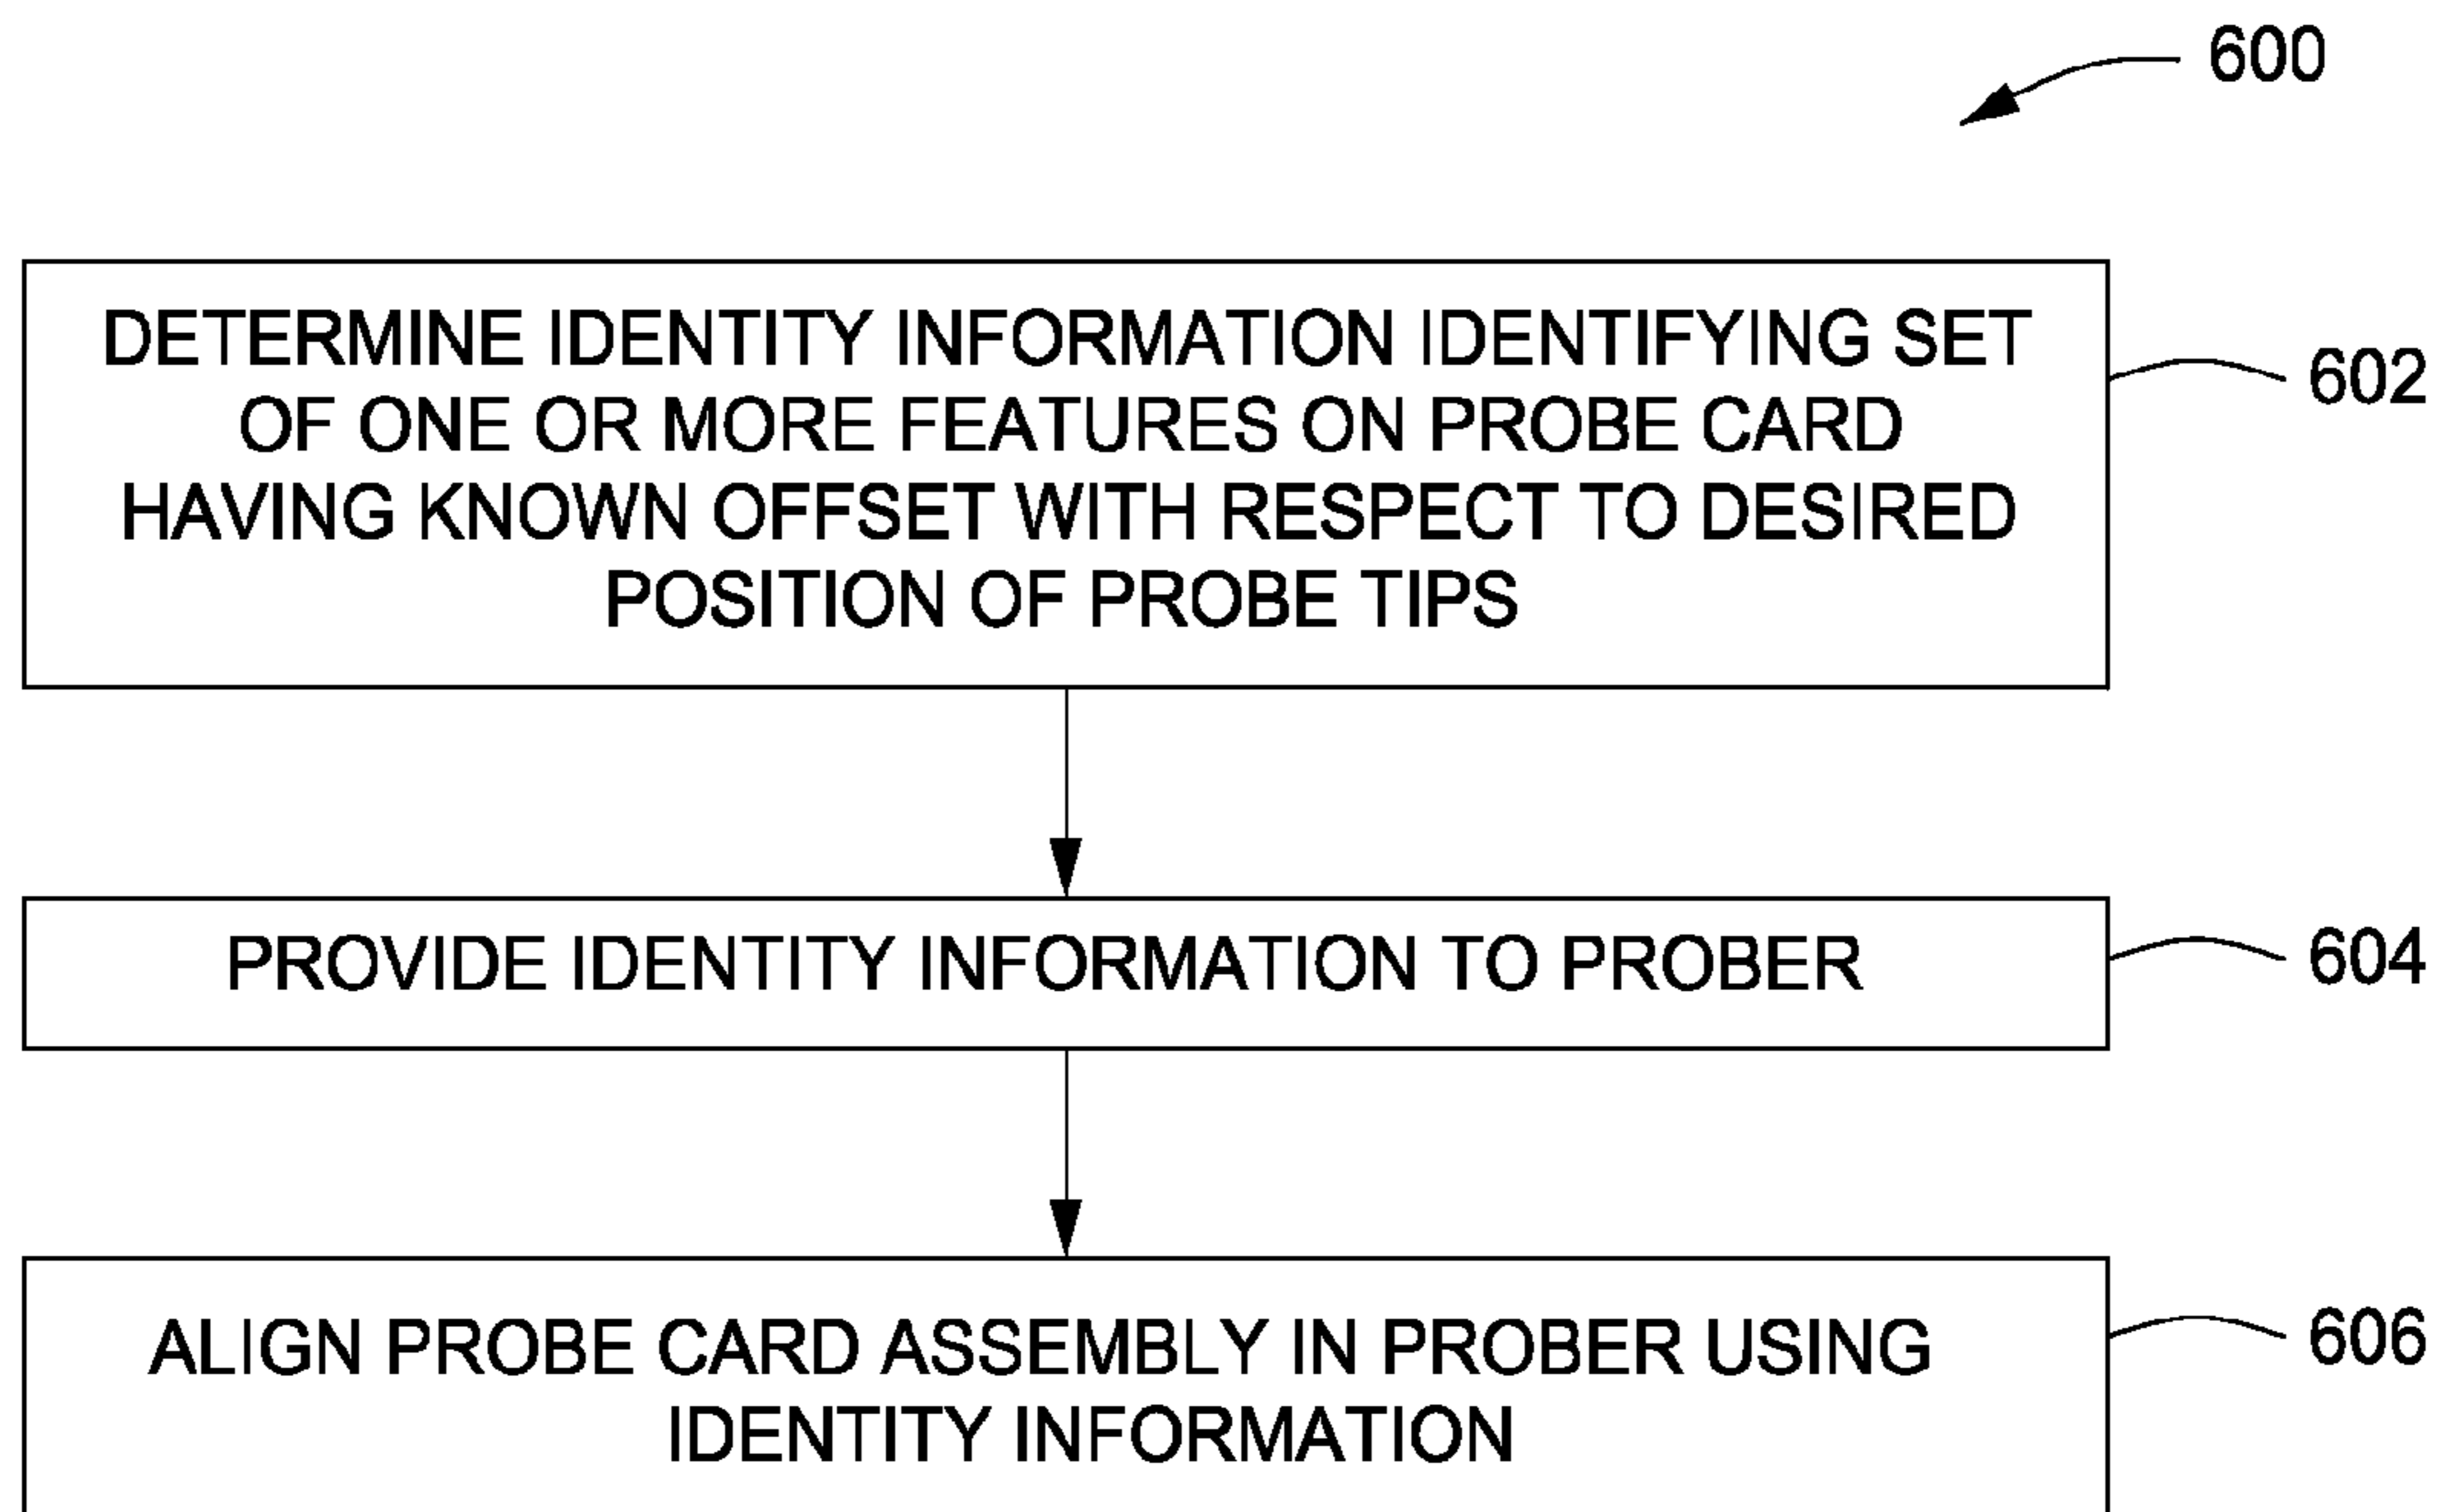 600
DETERMINE IDENTITY INFORMATION IDENTIFYING SET
OF ONE OR MORE FEATURES ON PROBE CARD
HAVING KNOWN OFFSET WITH RESPECT TO DESIRED
POSITION OF PROBE TIPS
602
PROVIDE IDENTITY INFORMATION TO PROBER
604
ALIGN PROBE CARD ASSEMBLY IN PROBER USING
IDENTITY INFORMATION
606